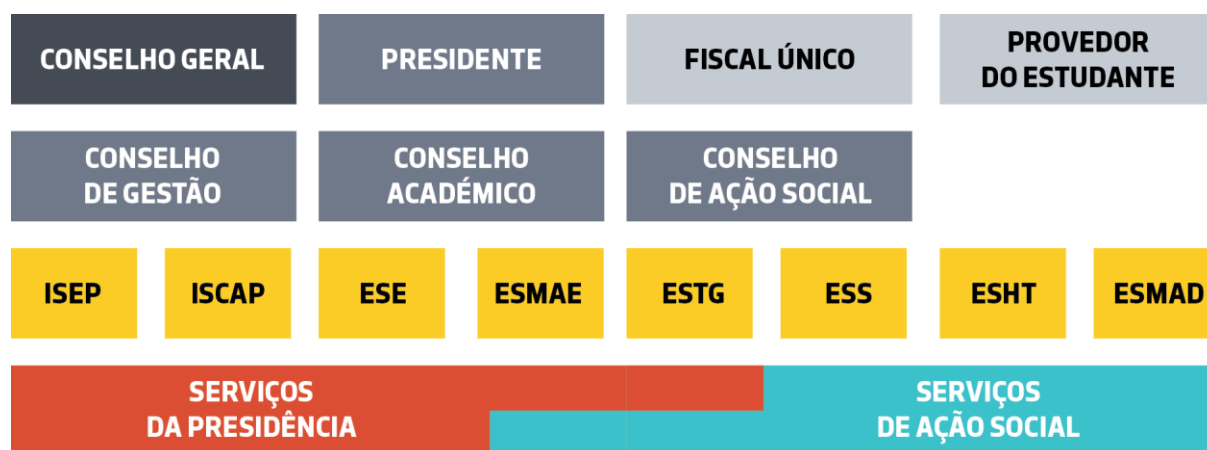 CONSELHO GERAL
PRESIDENTE
FISCAL ÚNICO
PROVEDOR
DO ESTUDANTE
CONSELHO
DE GESTÃO
CONSELHO
ACADÉMICO
CONSELHO
DE AÇÃO SOCIAL
ISEP
ISCAP
ESE
ESMAE
ESTG
ESS
ESHT
ESMAD
SERVIÇOS
DA PRESIDÊNCIA
SERVIÇOS
DE AÇÃO SOCIAL